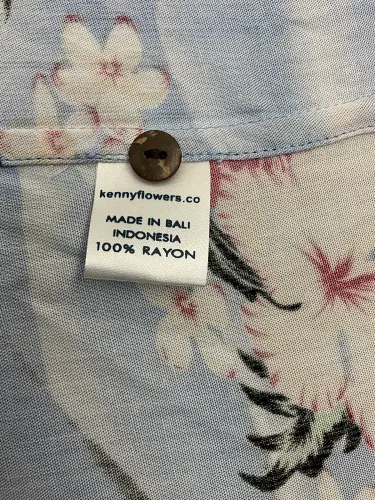 kennyflowers.co
MADE IN BALI
INDONESIA
100% RAYON